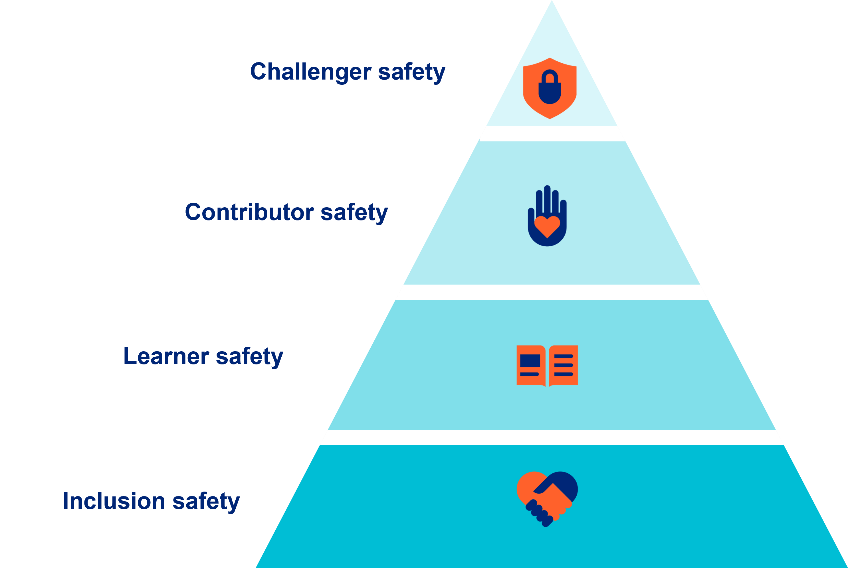 Challenger safety
Contributor safety
Learner safety
Inclusion safety